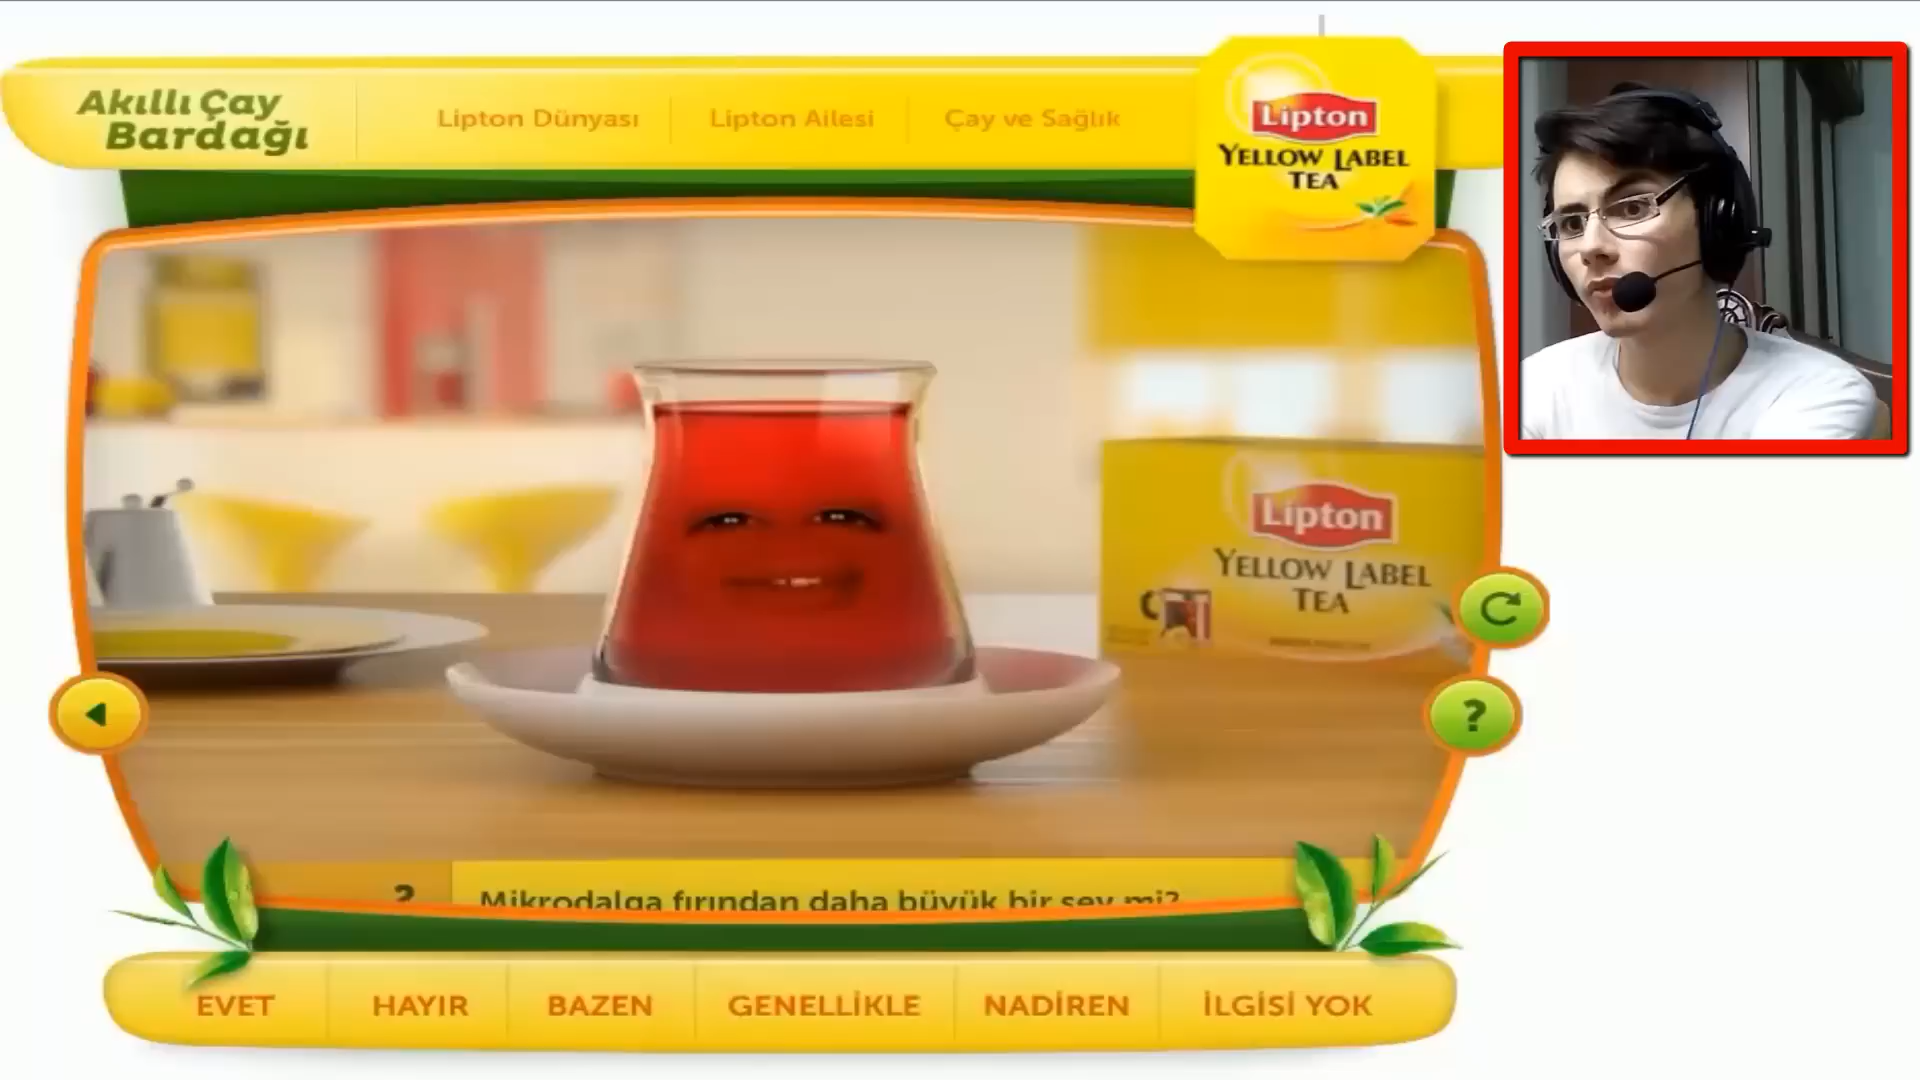 Akıllı Çay
Bardağı
Lipton Dünyası
Lipton Ailesi
Çay ve Sağlık
Lipton
YELLOW LABEL
TEA
Lipton
YELLOW LABEL
TEA
?
?
Mikrodalga fırından daha büyük bir şey mi?
EVET
HAYIR
BAZEN
GENELLİKLE
NADİREN
İLGİSİ YOK